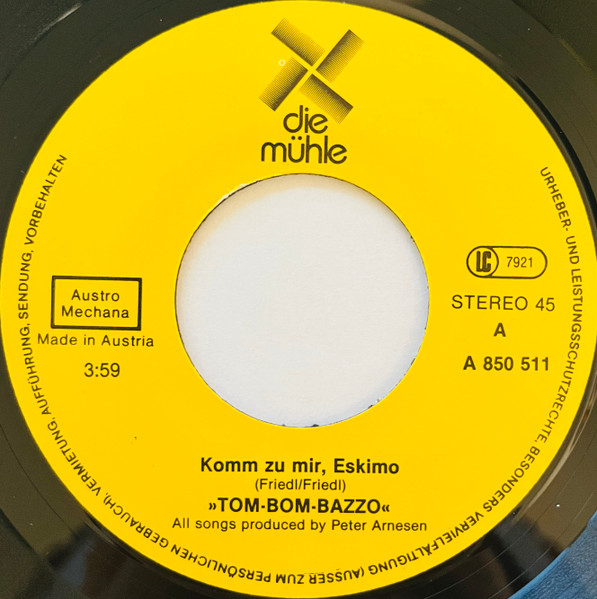 die
mühle
Austro
Mechana
Made in Austria
3:59
LC 7921
STEREO 45
A
A 850 511
Komm zu mir, Eskimo
(Friedl/Friedl)
»TOM-BOM-BAZZO«
All songs produced by Peter Arnesen
URHEBER- UND LEISTUNGSSCHUTZRECHTE, BESONDERS VERVIELFÄLTIGUNG (AUSSER ZUM PERSÖNLICHEN GEBRAUCH), VERMIETUNG, AUFFÜHRUNG, SENDUNG, VORBEHALTEN